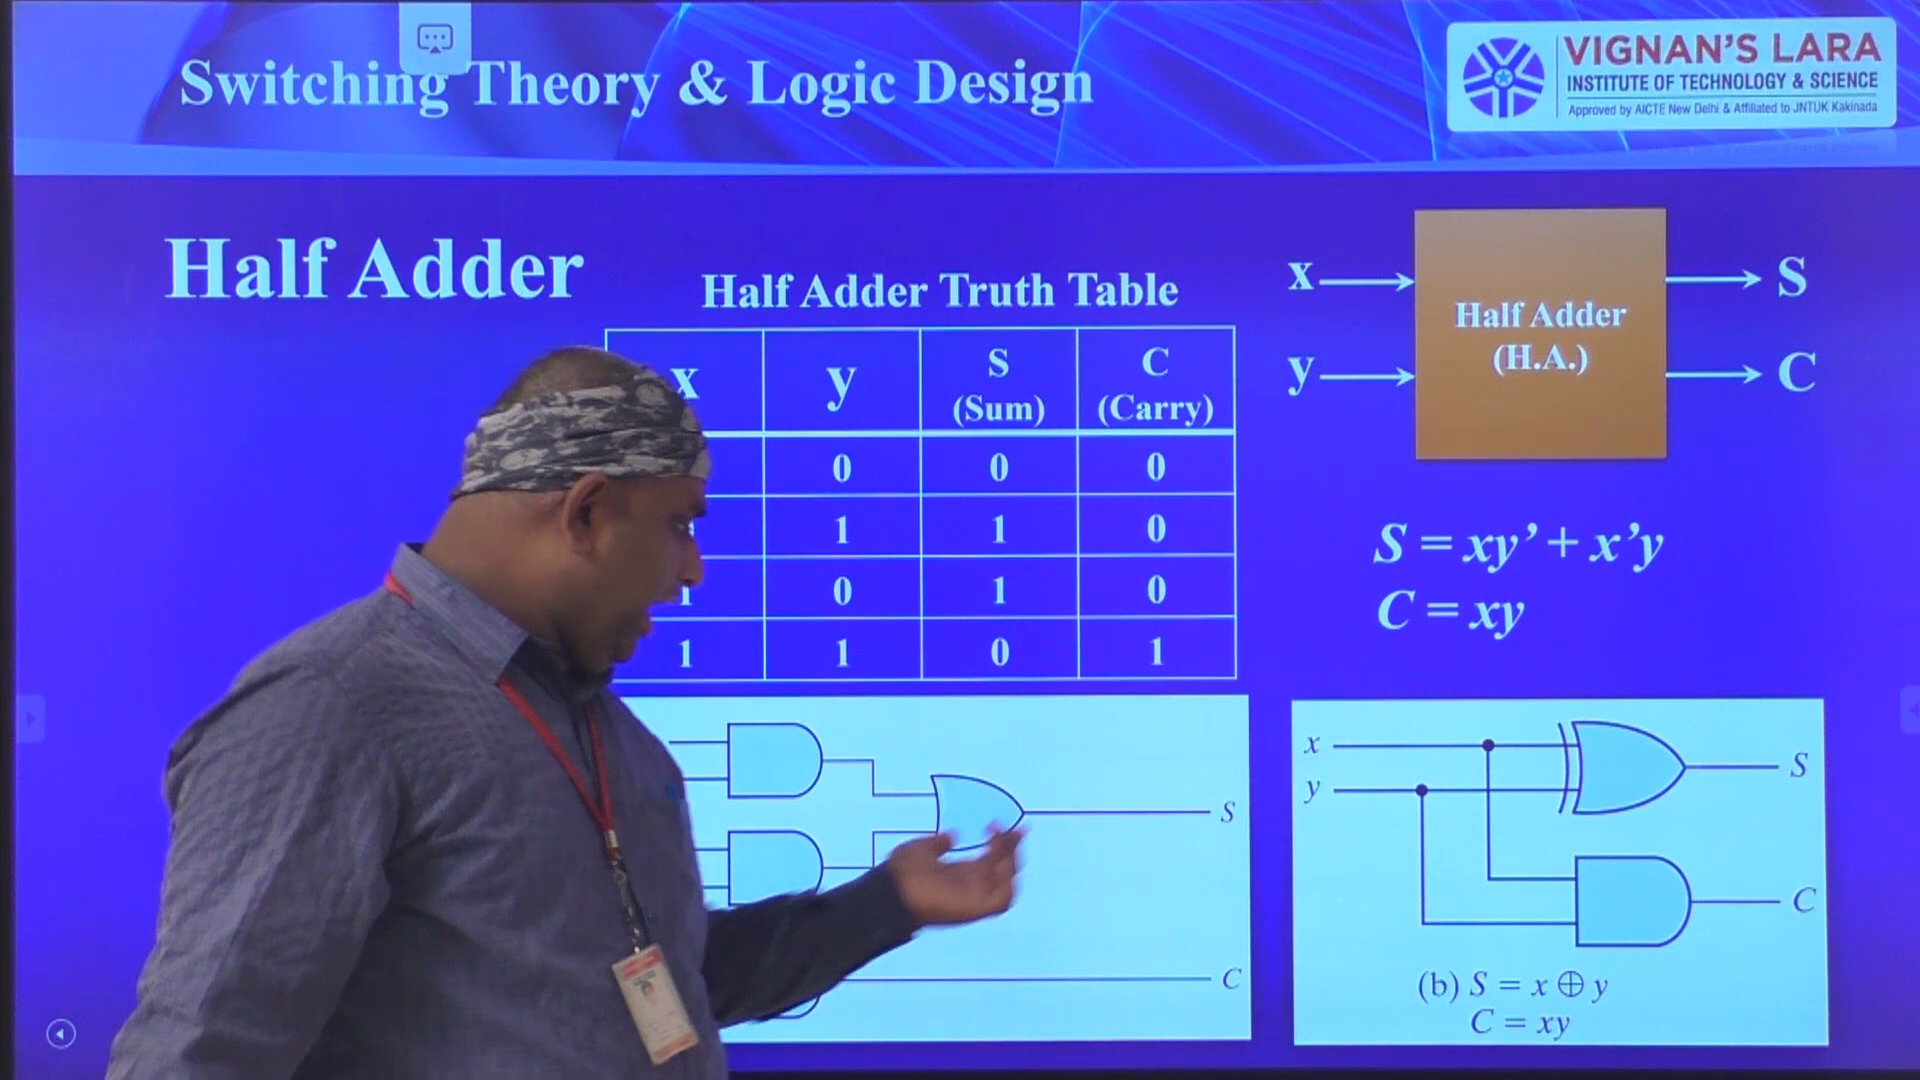 Switching Theory & Logic Design
VIGNAN'S LARA
INSTITUTE OF TECHNOLOGY & SCIENCE
Approved by AICTE New Delhi & Affiliated to JNTUK Kakinada
Half Adder
Half Adder Truth Table
x y S (Sum) C (Carry)
0 0 0
1 1 0
1 0 1 0
1 1 0 1
x
y
Half Adder
(H.A.)
S
C
S = xy’ + x’y
C = xy
S
C
x
y
S
C
(b) S = x ⊕ y
C = xy